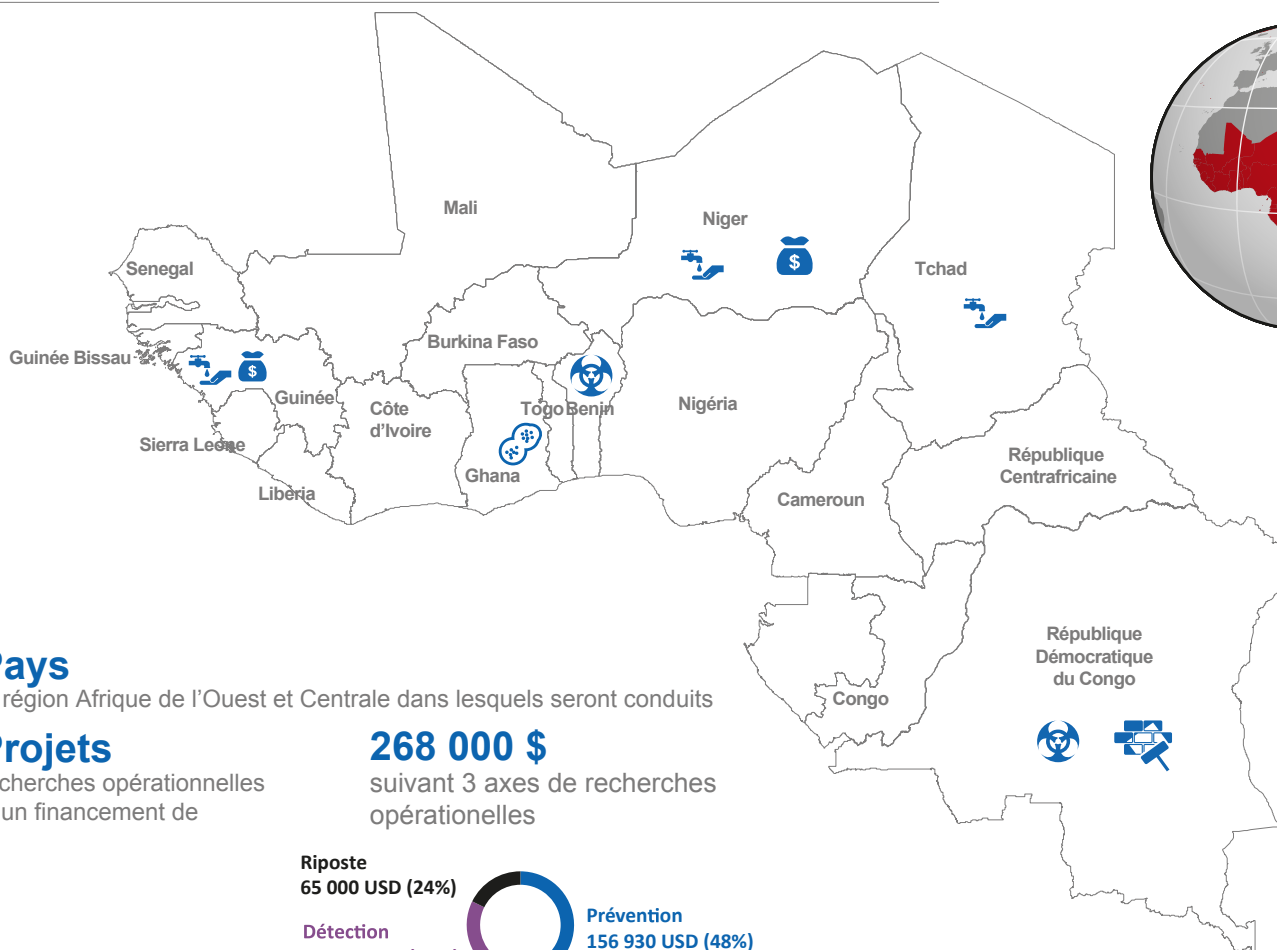 Mali
Niger
$
Senegal
Tchad
Burkina Faso
Guinée Bissau
$
Guinée
Côte
d’Ivoire
Togo
Benin
Nigéria
Sierra Leone
Ghana
Libéria
République
Centrafricaine
Cameroun
République
Démocratique
du Congo
Congo
Pays
région Afrique de l’Ouest et Centrale dans lesquels seront conduits
Projets
cherches opérationnelles
un financement de
268 000 $
suivant 3 axes de recherches
opérationelles
Riposte
65 000 USD (24%)
Détection
Prévention
156 930 USD (48%)